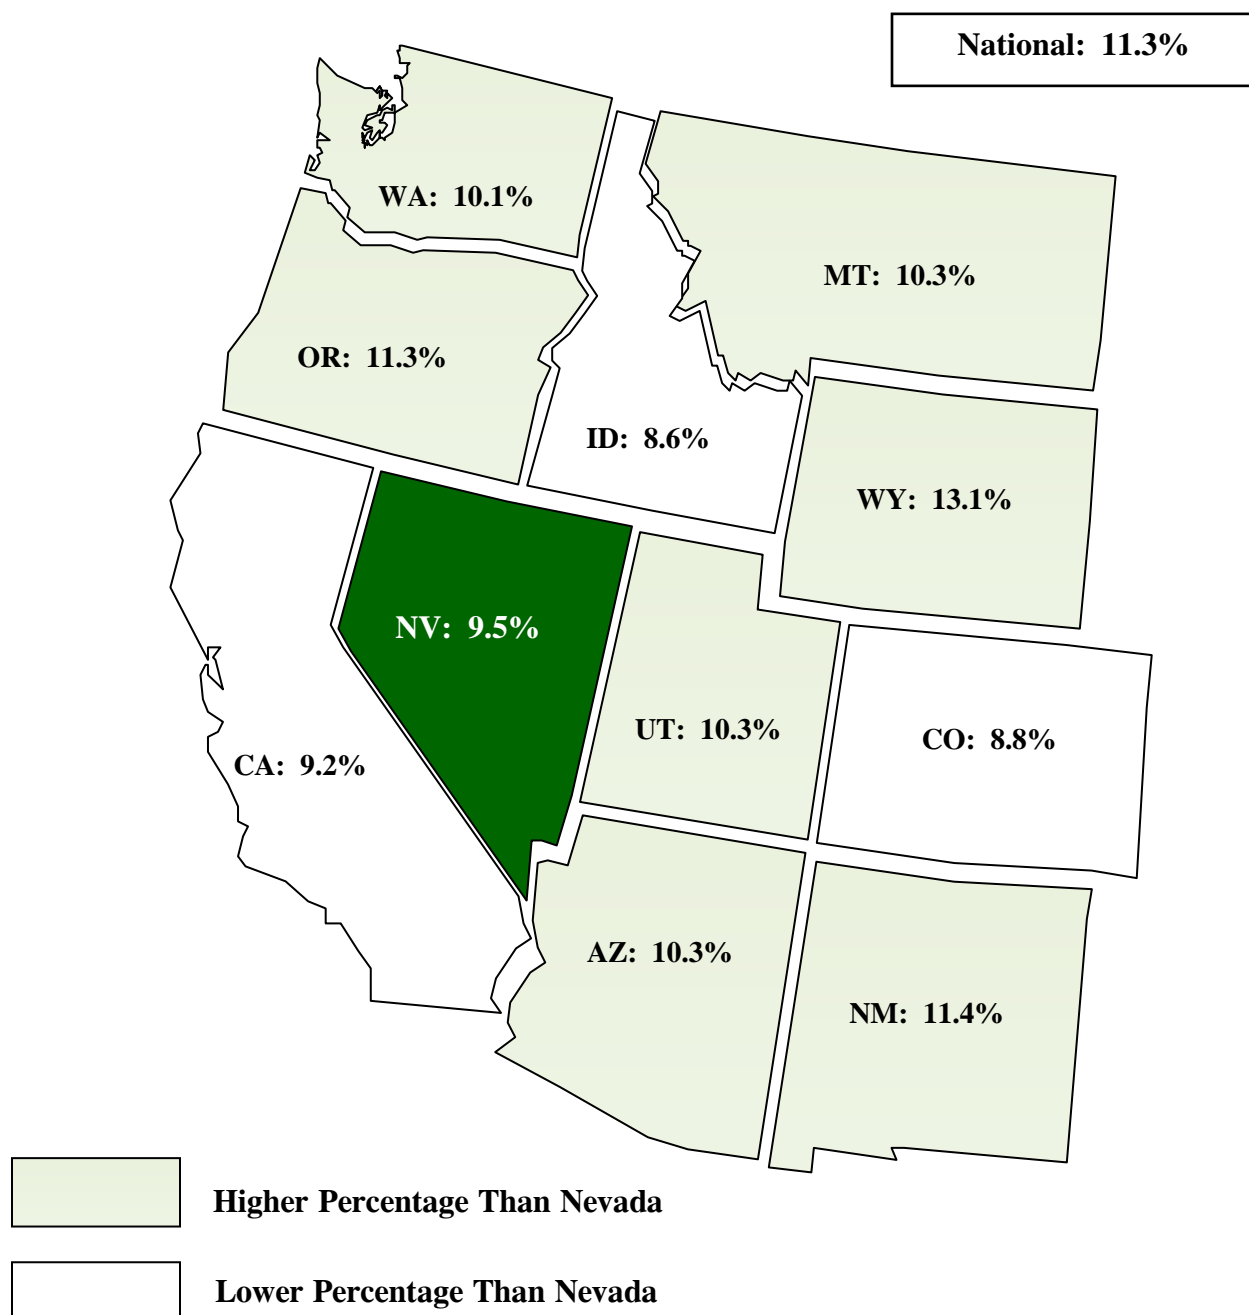 National: 11.3%
WA: 10.1%
MT: 10.3%
OR: 11.3%
ID: 8.6%
WY: 13.1%
NV: 9.5%
UT: 10.3%
CO: 8.8%
CA: 9.2%
AZ: 10.3%
NM: 11.4%
Higher Percentage Than Nevada
Lower Percentage Than Nevada